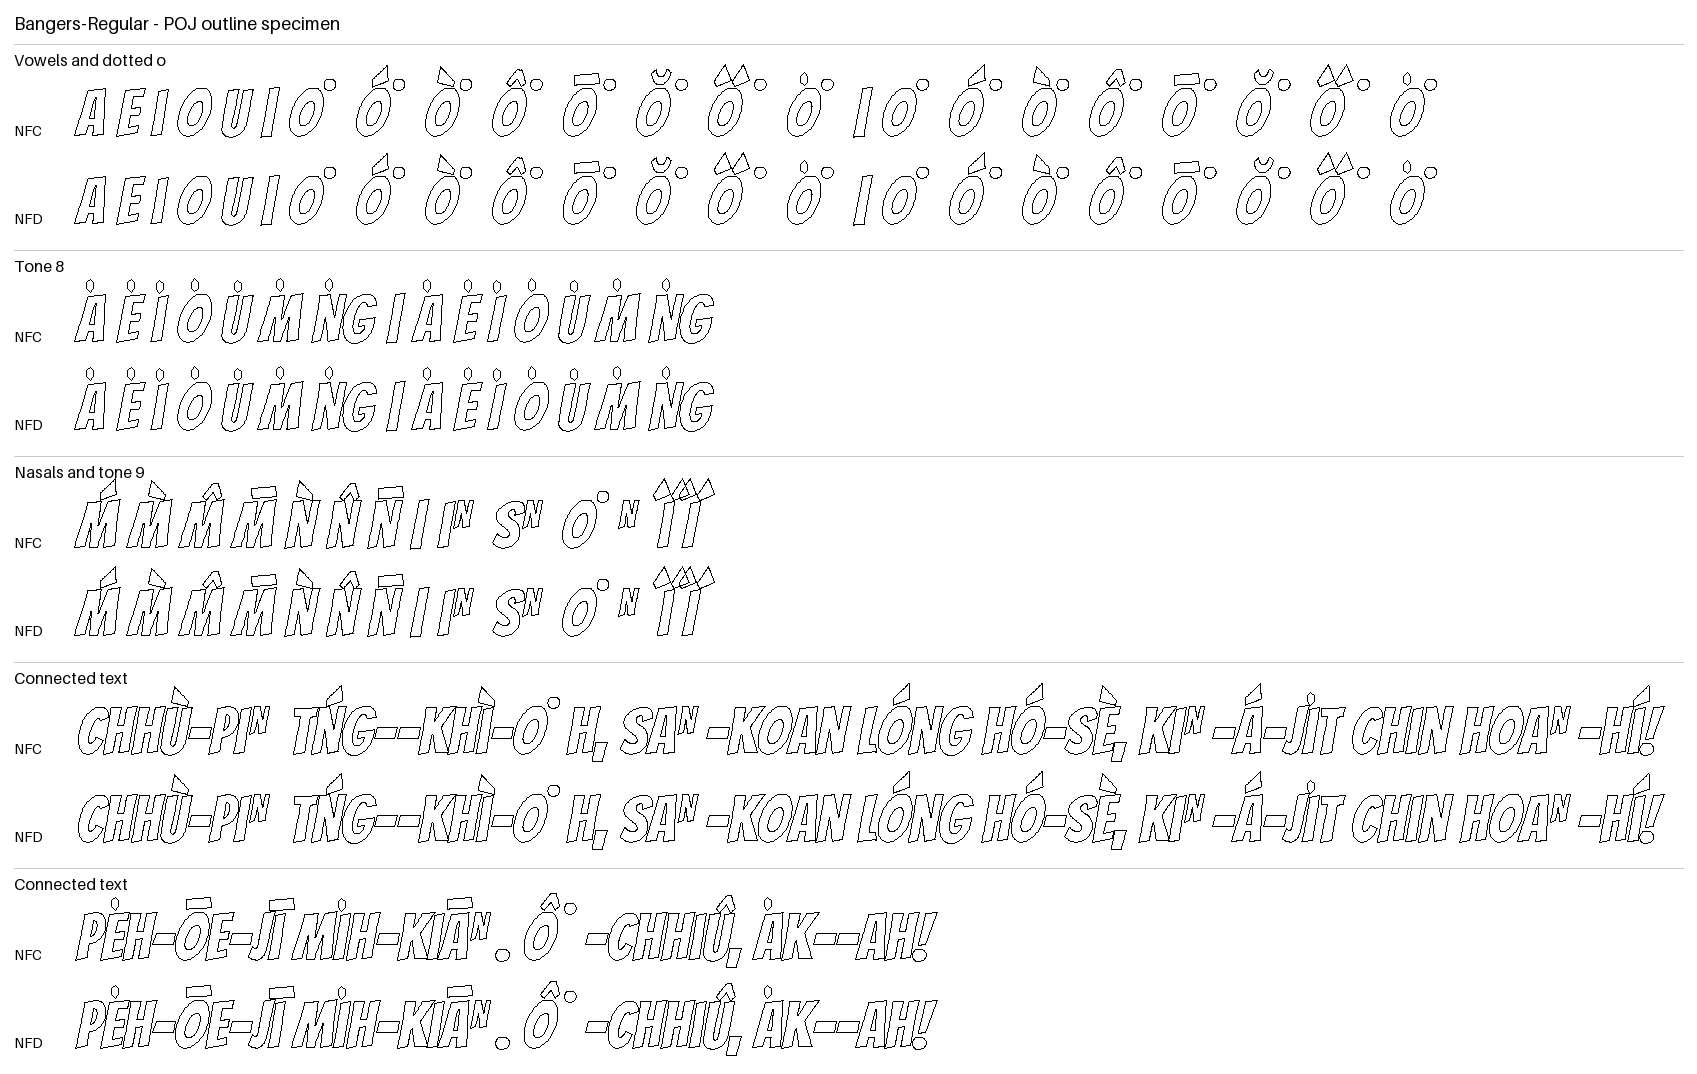 Bangers-Regular - POJ outline specimen
Vowels and dotted o
NFC A E I O U | O͘ Ó͘ Ò͘ Ô͘ Ō͘ Ŏ͘ Ő͘ O̍͘ | O͘ Ó͘ Ò͘ Ô͘ Ō͘ Ŏ͘ Ő͘ O̍͘
NFD A E I O U | O͘ Ó͘ Ò͘ Ô͘ Ō͘ Ŏ͘ Ő͘ O̍͘ | O͘ Ó͘ Ò͘ Ô͘ Ō͘ Ŏ͘ Ő͘ O̍͘
Tone 8
NFC A̍ E̍ I̍ O̍ U̍ M̍ N̍G | A̍ E̍ I̍ O̍ U̍ M̍ N̍G
NFD A̍ E̍ I̍ O̍ U̍ M̍ N̍G | A̍ E̍ I̍ O̍ U̍ M̍ N̍G
Nasals and tone 9
NFC Ḿ M̀ M̂ M̄ Ǹ N̂ N̄ | Iⁿ Sⁿ O͘ⁿ I̋ I̋
NFD Ḿ M̀ M̂ M̄ Ǹ N̂ N̄ | Iⁿ Sⁿ O͘ⁿ I̋ I̋
Connected text
NFC CHHÙ-PIⁿ TŃG--KHÌ-O͘H, SAⁿ-KOAN LÓNG HÓ-SÈ, KIⁿ-Á-JI̍T CHIN HOAⁿ-HÍ!
NFD CHHÙ-PIⁿ TŃG--KHÌ-O͘H, SAⁿ-KOAN LÓNG HÓ-SÈ, KIⁿ-Á-JI̍T CHIN HOAⁿ-HÍ!
Connected text
NFC PE̍H-ŌE-JĪ MI̍H-KIĀⁿ. Ô͘-CHHIÛ, A̍K--AH!
NFD PE̍H-ŌE-JĪ MI̍H-KIĀⁿ. Ô͘-CHHIÛ, A̍K--AH!